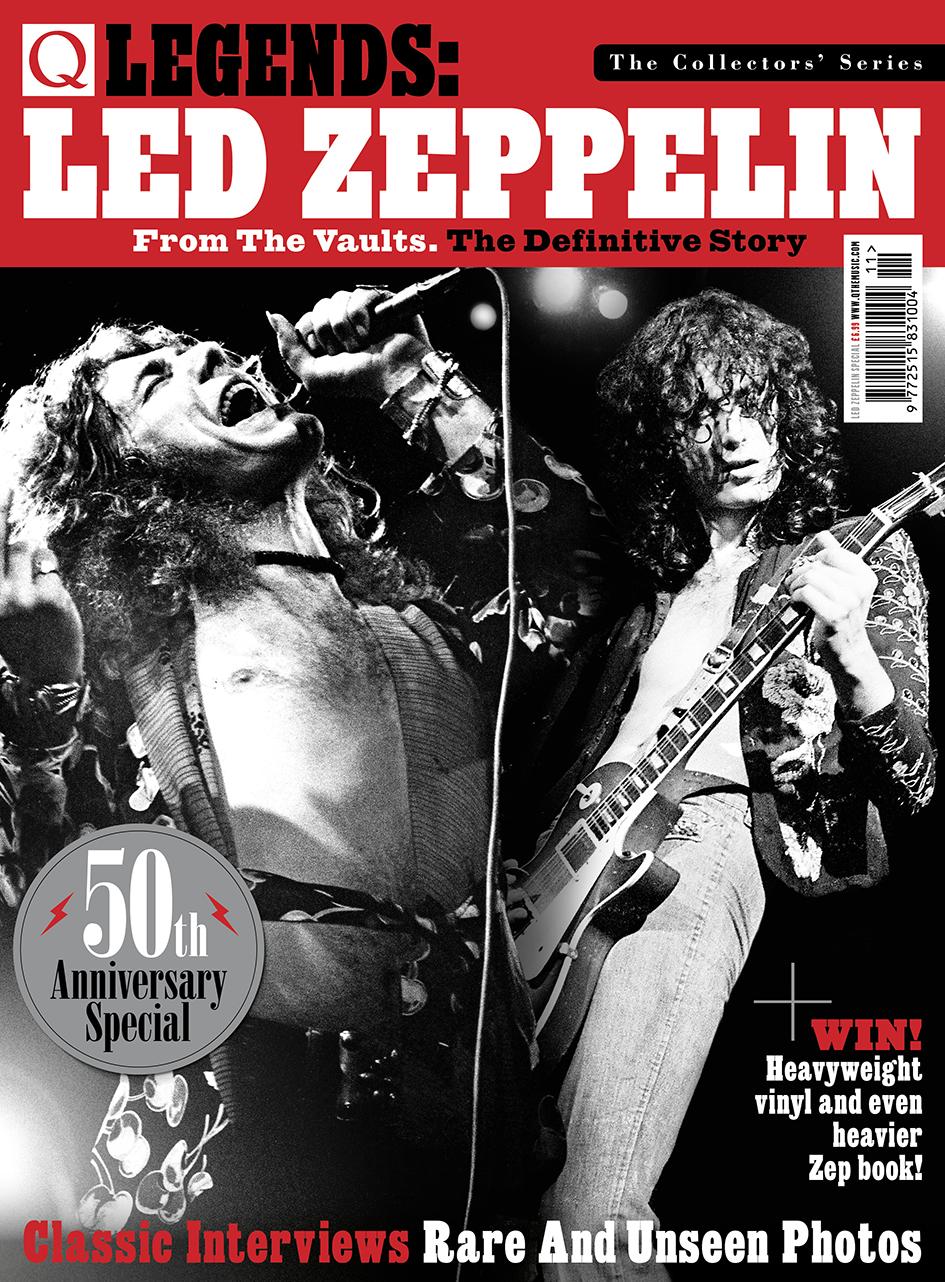 Q LEGENDS:
The Collectors' Series
LED ZEPPELIN
From The Vaults. The Definitive Story
LED ZEPPELIN SPECIAL £6.99 WWW.QTHEMUSIC.COM
11>
9 772515 831004
50th
Anniversary
Special
WIN!
Heavyweight
vinyl and even
heavier
Zep book!
Classic Interviews Rare And Unseen Photos